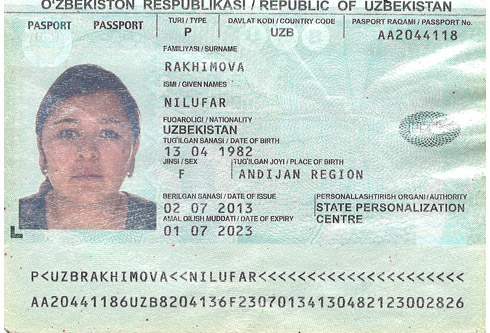 O'ZBEKISTON RESPUBLIKASI / REPUBLIC OF UZBEKISTAN
PASPORT PASSPORT
TURI / TYPE DAVLAT KODI / COUNTRY CODE PASPORT RAQAMI / PASSPORT No.
P UZB AA2044118
FAMILIYASI / SURNAME
RAKHIMOVA
ISMI / GIVEN NAMES
NILUFAR
FUQAROLIGI / NATIONALITY
UZBEKISTAN
TUG'ILGAN SANASI / DATE OF BIRTH
13 04 1982
JINSI / SEX TUG'ILGAN JOYI / PLACE OF BIRTH
F ANDIJAN REGION
BERILGAN SANASI / DATE OF ISSUE PERSONALLASHTIRISH ORGANI / AUTHORITY
02 07 2013 STATE PERSONALIZATION
AMAL QILISH MUDDATI / DATE OF EXPIRY CENTRE
01 07 2023
P<UZBRAKHIMOVA<<NILUFAR<<<<<<<<<<<<<<<<<<<<<
AA20441186UZB8204136F23070134130482123002826